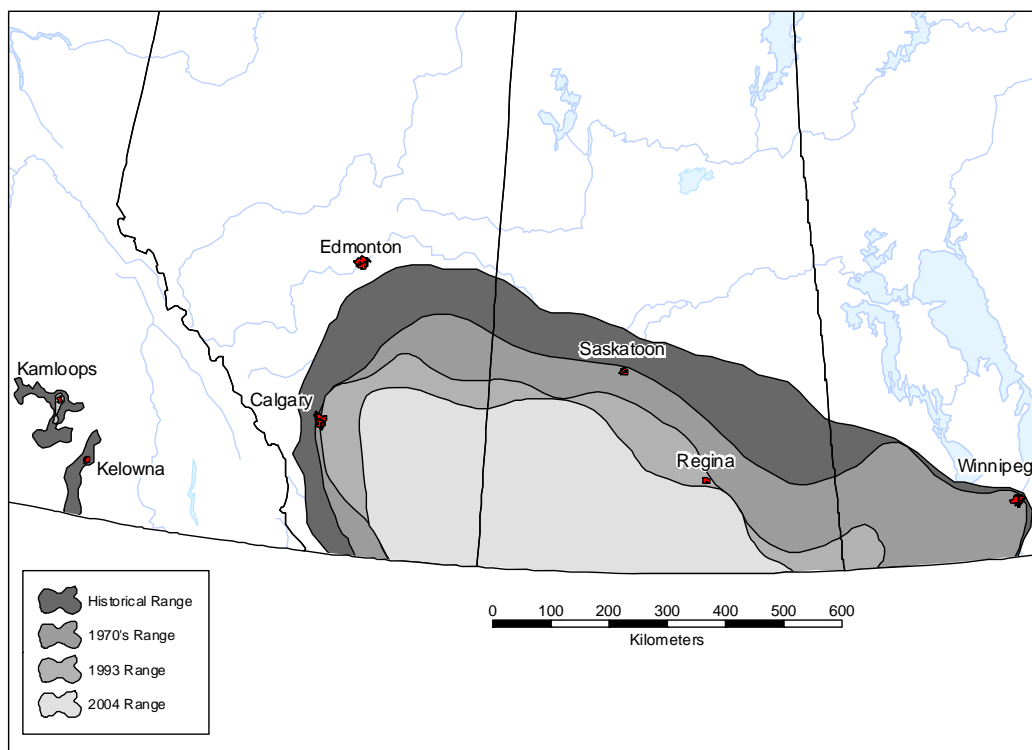 Edmonton
Saskatoon
Kamloops
Calgary
Kelowna
Regina
Winnipeg
Historical Range
1970's Range
1993 Range
2004 Range
0 100 200 300 400 500 600
Kilometers